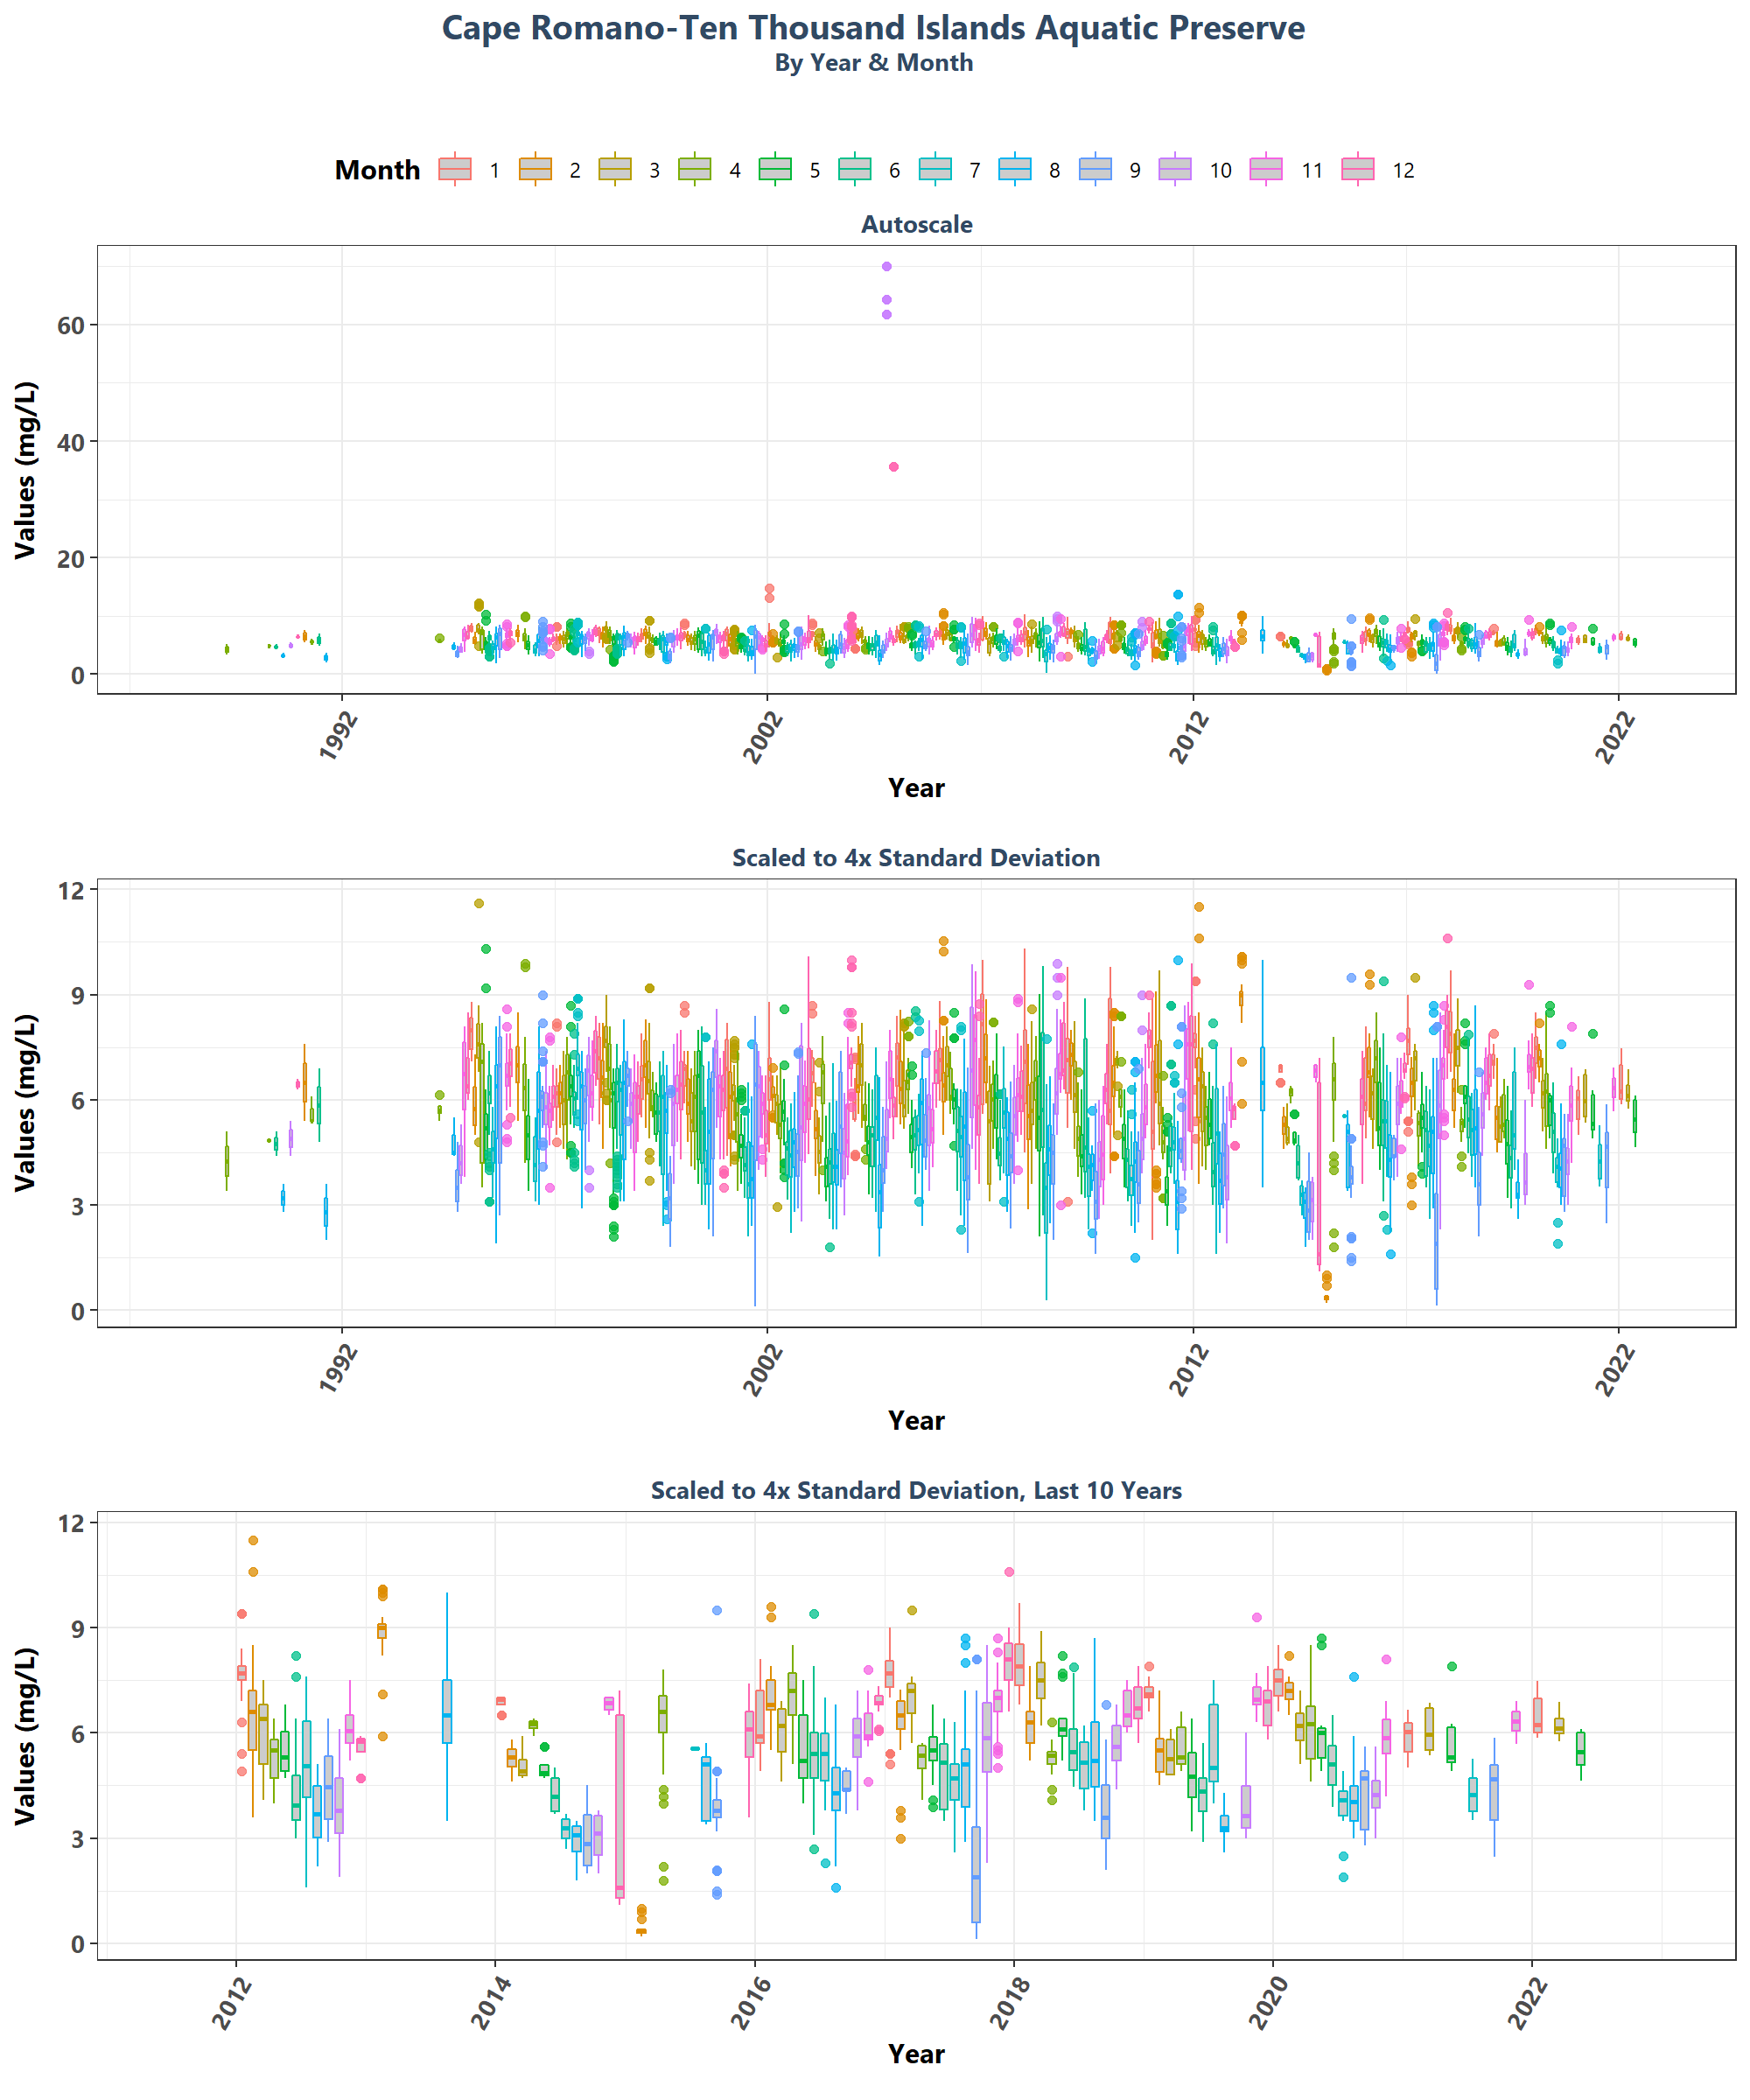 Cape Romano-Ten Thousand Islands Aquatic Preserve
By Year & Month
Month 1 2 3 4 5 6 7 8 9 10 11 12
Autoscale
Values (mg/L)
60
40
20
0
1992 2002 2012 2022
Year
Scaled to 4x Standard Deviation
Values (mg/L)
12
9
6
3
0
1992 2002 2012 2022
Year
Scaled to 4x Standard Deviation, Last 10 Years
Values (mg/L)
12
9
6
3
0
2012 2014 2016 2018 2020 2022
Year